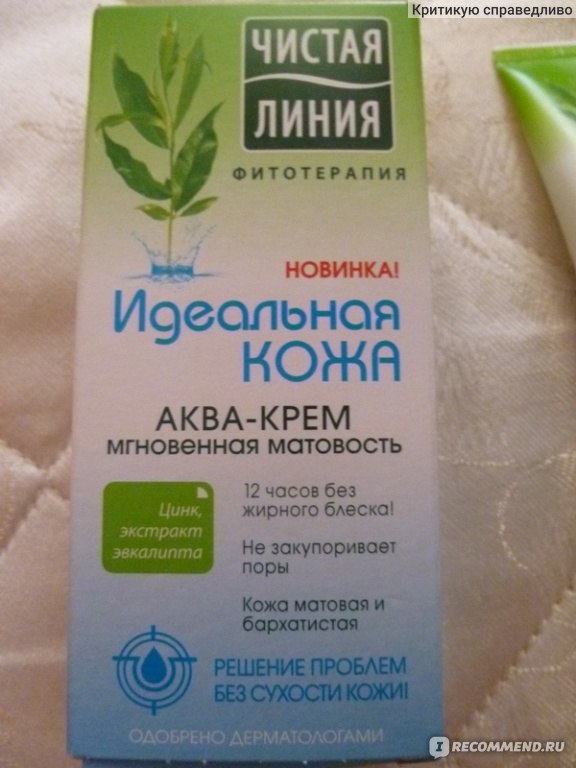 Критикую справедливо
ЧИСТАЯ
ЛИНИЯ
ФИТОТЕРАПИЯ
НОВИНКА!
Идеальная
КОЖА
АКВА-КРЕМ
МГНОВЕННАЯ МАТОВОСТЬ
Цинк,
экстракт
эвкалипта
12 часов без
жирного блеска!
Не закупоривает
поры
Кожа матовая и
бархатистая
РЕШЕНИЕ ПРОБЛЕМ
БЕЗ СУХОСТИ КОЖИ!
ОДОБРЕНО ДЕРМАТОЛОГАМИ
IRECOMMEND.RU